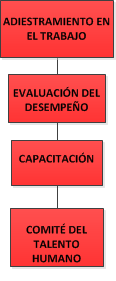 ADIESTRAMIENTO EN
EL TRABAJO
EVALUACIÓN DEL
DESEMPEÑO
CAPACITACIÓN
COMITÉ DEL
TALENTO
HUMANO